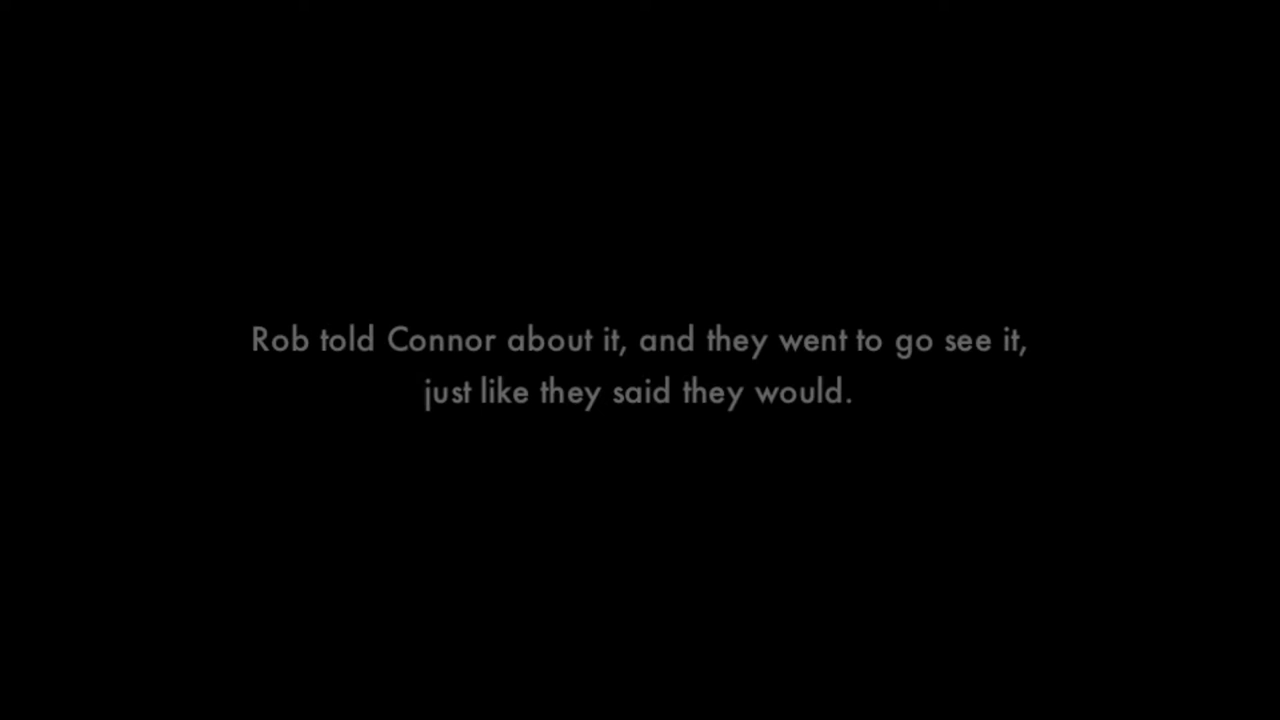 Rob told Connor about it, and they went to go see it,
just like they said they would.